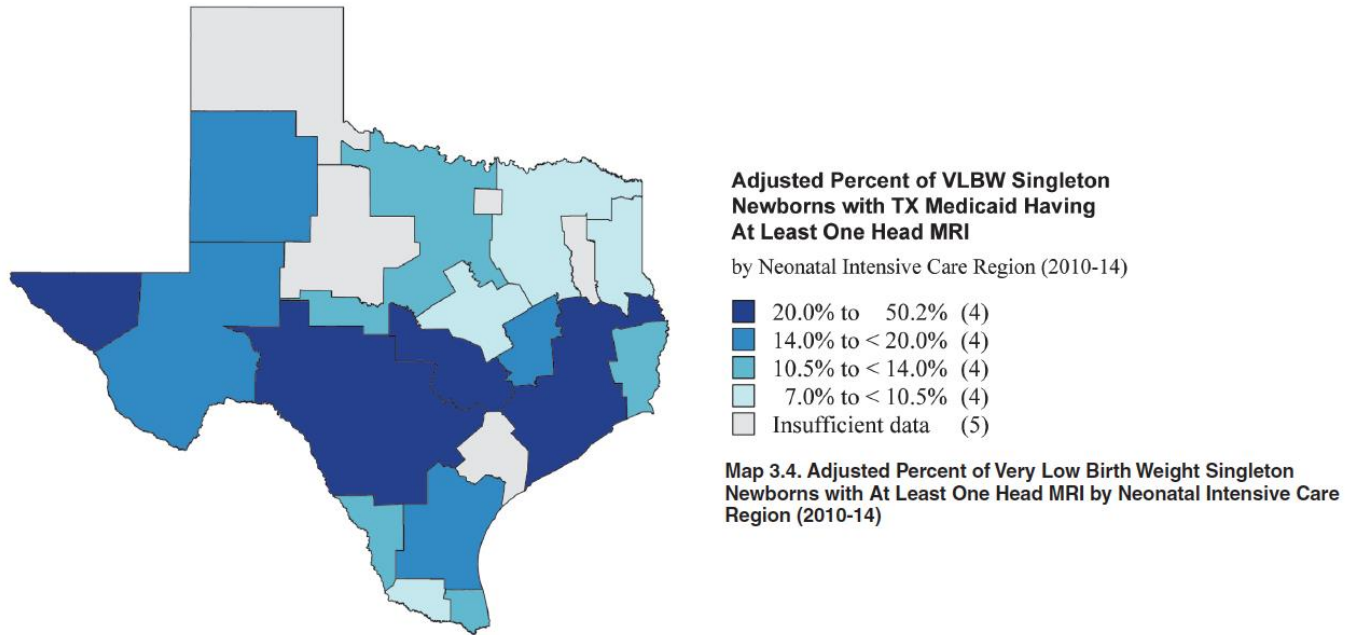 Adjusted Percent of VLBW Singleton
Newborns with TX Medicaid Having
At Least One Head MRI
by Neonatal Intensive Care Region (2010-14)
20.0% to 50.2% (4)
14.0% to < 20.0% (4)
10.5% to < 14.0% (4)
7.0% to < 10.5% (4)
Insufficient data (5)
Map 3.4. Adjusted Percent of Very Low Birth Weight Singleton
Newborns with At Least One Head MRI by Neonatal Intensive Care
Region (2010-14)